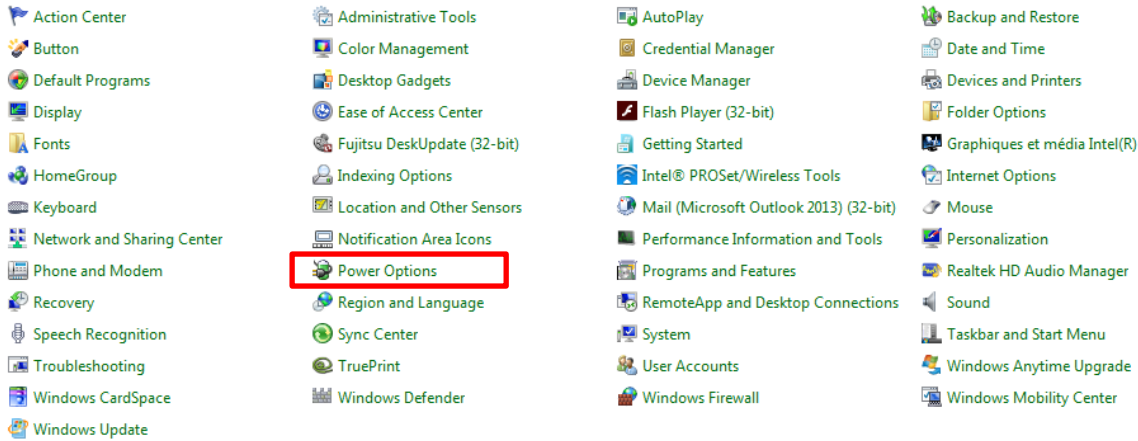 Action Center
Administrative Tools
AutoPlay
Backup and Restore
Button
Color Management
Credential Manager
Date and Time
Default Programs
Desktop Gadgets
Device Manager
Devices and Printers
Display
Ease of Access Center
Flash Player (32-bit)
Folder Options
Fonts
Fujitsu DeskUpdate (32-bit)
Getting Started
Graphiques et média Intel(R)
HomeGroup
Indexing Options
Intel® PROSet/Wireless Tools
Internet Options
Keyboard
Location and Other Sensors
Mail (Microsoft Outlook 2013) (32-bit)
Mouse
Network and Sharing Center
Notification Area Icons
Performance Information and Tools
Personalization
Phone and Modem
Power Options
Programs and Features
Realtek HD Audio Manager
Recovery
Region and Language
RemoteApp and Desktop Connections
Sound
Speech Recognition
Sync Center
System
Taskbar and Start Menu
Troubleshooting
TruePrint
User Accounts
Windows Anytime Upgrade
Windows CardSpace
Windows Defender
Windows Firewall
Windows Mobility Center
Windows Update